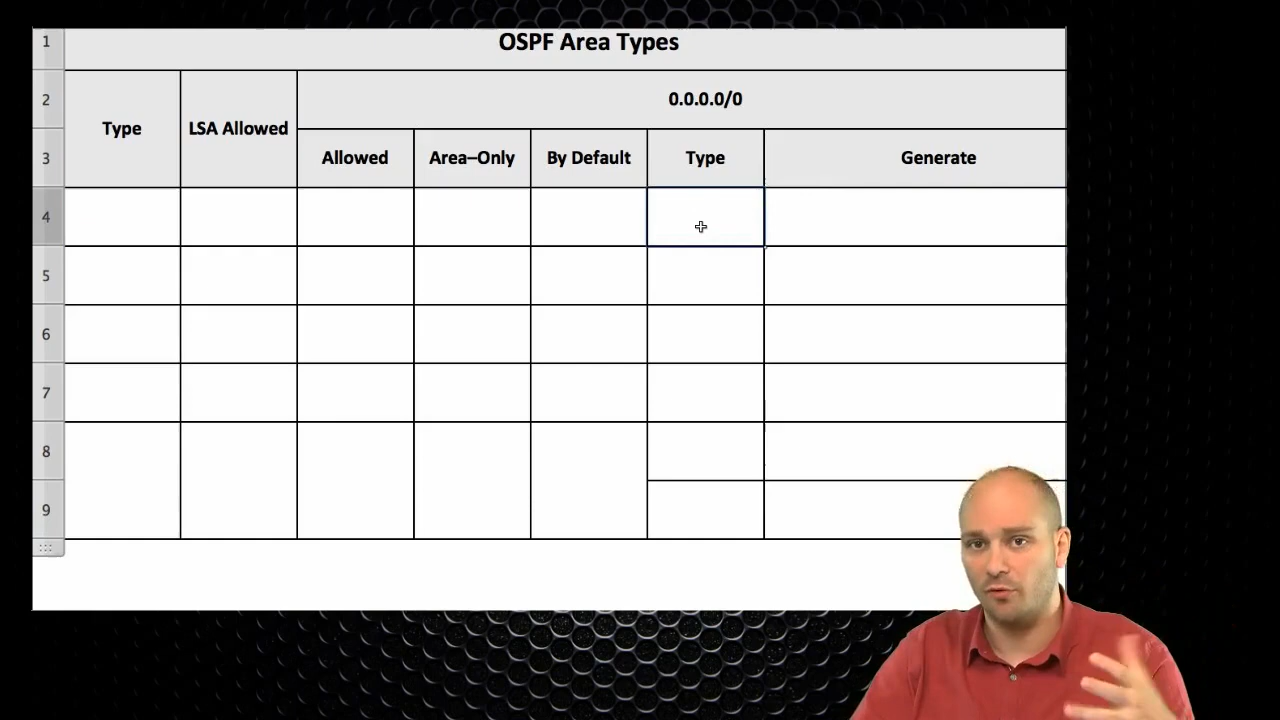 1
OSPF Area Types
2
Type
LSA Allowed
0.0.0.0/0
3
Allowed
Area–Only
By Default
Type
Generate
4
5
6
7
8
9